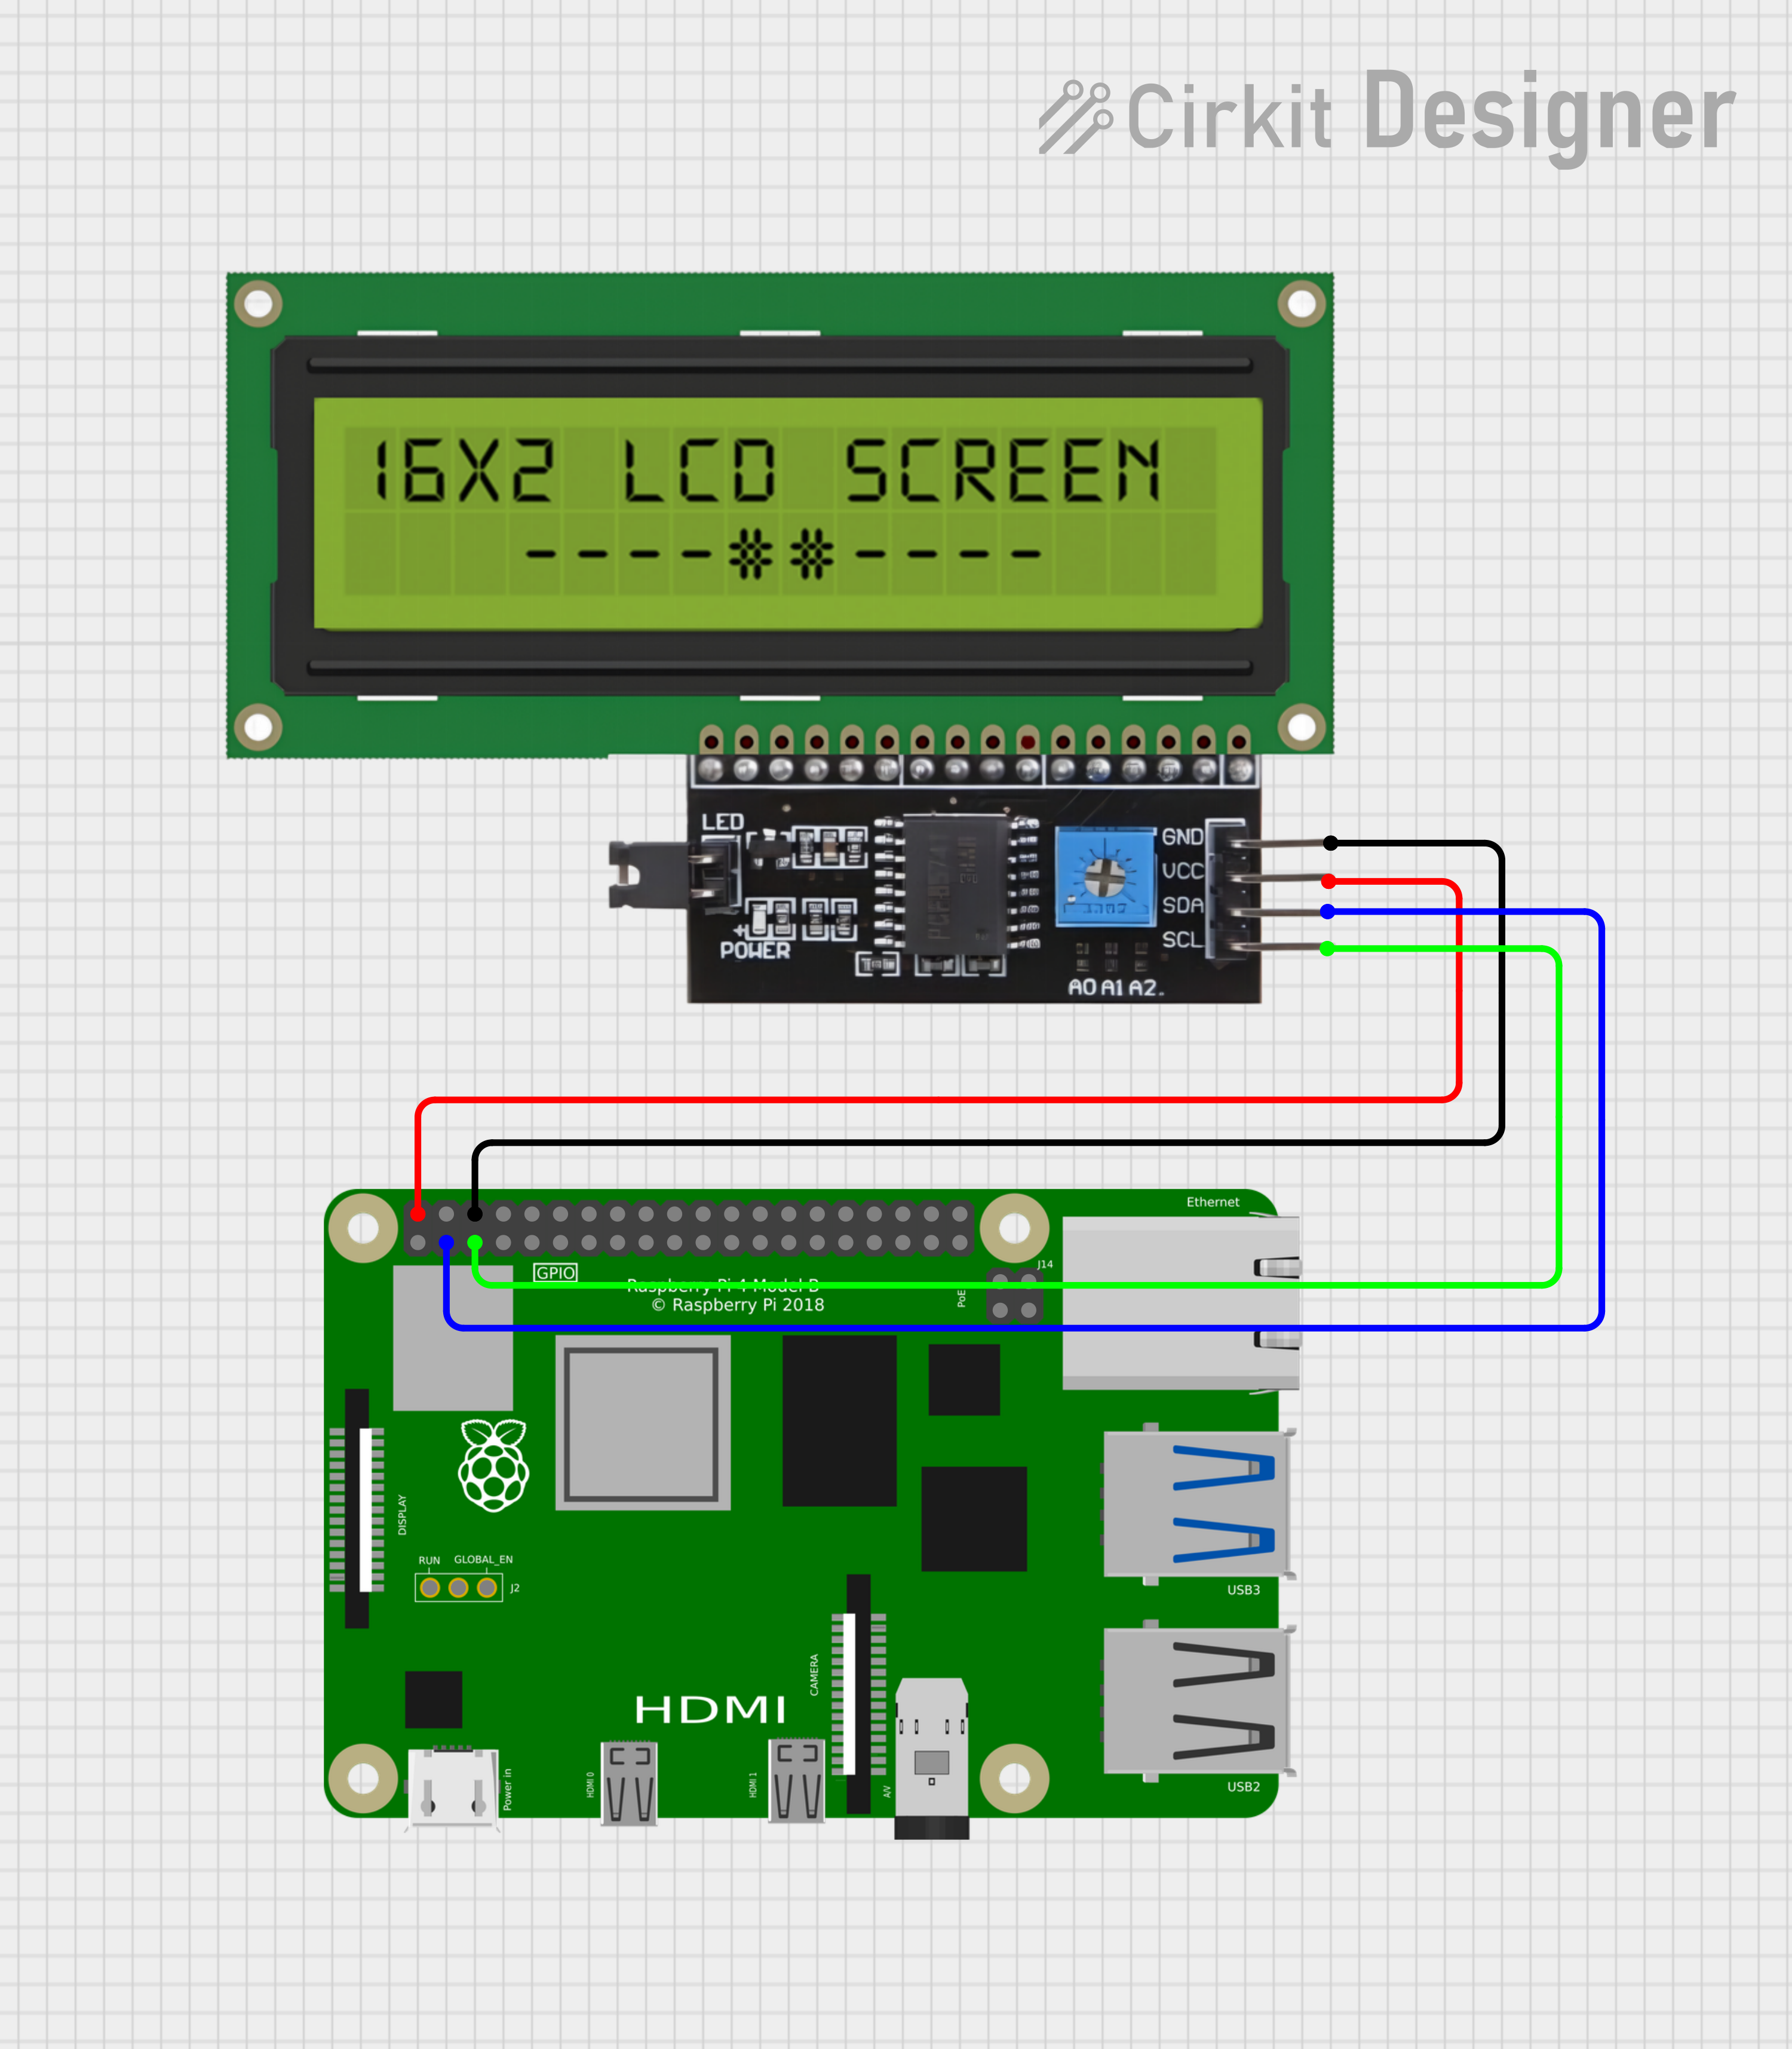 Cirkit Designer
16X2 LCD SCREEN
----##----
LED
GND
VCC
SDA
SCL
+
POWER
A0 A1 A2
Ethernet
GPIO
J14
Raspberry Pi 4 Model B
© Raspberry Pi 2018
PoE
DISPLAY
RUN GLOBAL_EN
J2
USB3
CAMERA
HDMI
Power in
HDMI 0
HDMI 1
A/V
USB2